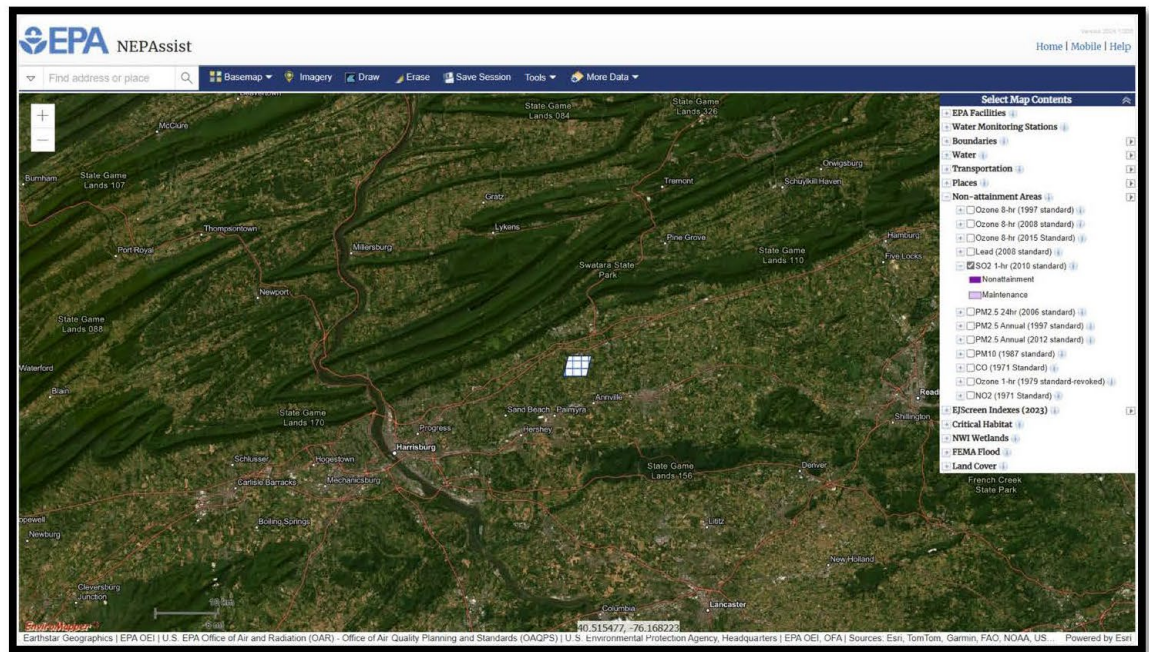 EPA NEPAssist
Home | Mobile | Help
Find address or place
Basemap
Imagery
Draw
Erase
Save Session
Tools
More Data
Select Map Contents
EPA Facilities
Water Monitoring Stations
Boundaries
Water
Transportation
Places
Non-attainment Areas
Ozone 8-hr (1997 standard)
Ozone 8-hr (2008 standard)
Ozone 8-hr (2015 Standard)
Lead (2008 standard)
SO2 1-hr (2010 standard)
Nonattainment
Maintenance
PM2.5 24hr (2006 standard)
PM2.5 Annual (1997 standard)
PM2.5 Annual (2012 standard)
PM10 (1987 standard)
CO (1971 Standard)
Ozone 1-hr (1979 standard-revoked)
NO2 (1971 Standard)
EJScreen Indexes (2023)
Critical Habitat
NWI Wetlands
FEMA Flood
Land Cover
State Game
Lands 084
State Game
Lands 326
McClure
Orwigsburg
Burnham
State Game
Lands 107
Tremont
Schuylkill Haven
Gratz
Thompsontown
Lykens
Hamburg
Port Royal
Millersburg
Pine Grove
State Game
Lands 110
Five Locks
Swatara State
Park
Newport
State Game
Lands 088
Waterford
Blain
Annville
State Game
Lands 170
Sand Beach
Palmyra
Shillington
Progress
Hershey
Harrisburg
Schlusser
Hogestown
State Game
Lands 156
Denver
Carlisle Barracks
Mechanicsburg
French Creek
State Park
Boiling Springs
Lititz
Newburg
New Holland
Cleversburg
Junction
Columbia
Lancaster
EnviroMapper
40.515477, -76.168223
Earthstar Geographics | EPA OEI | U.S. EPA Office of Air and Radiation (OAR) - Office of Air Quality Planning and Standards (OAQPS) | U.S. Environmental Protection Agency, Headquarters | EPA OEI, OFA | Sources: Esri, TomTom, Garmin, FAO, NOAA, US... Powered by Esri